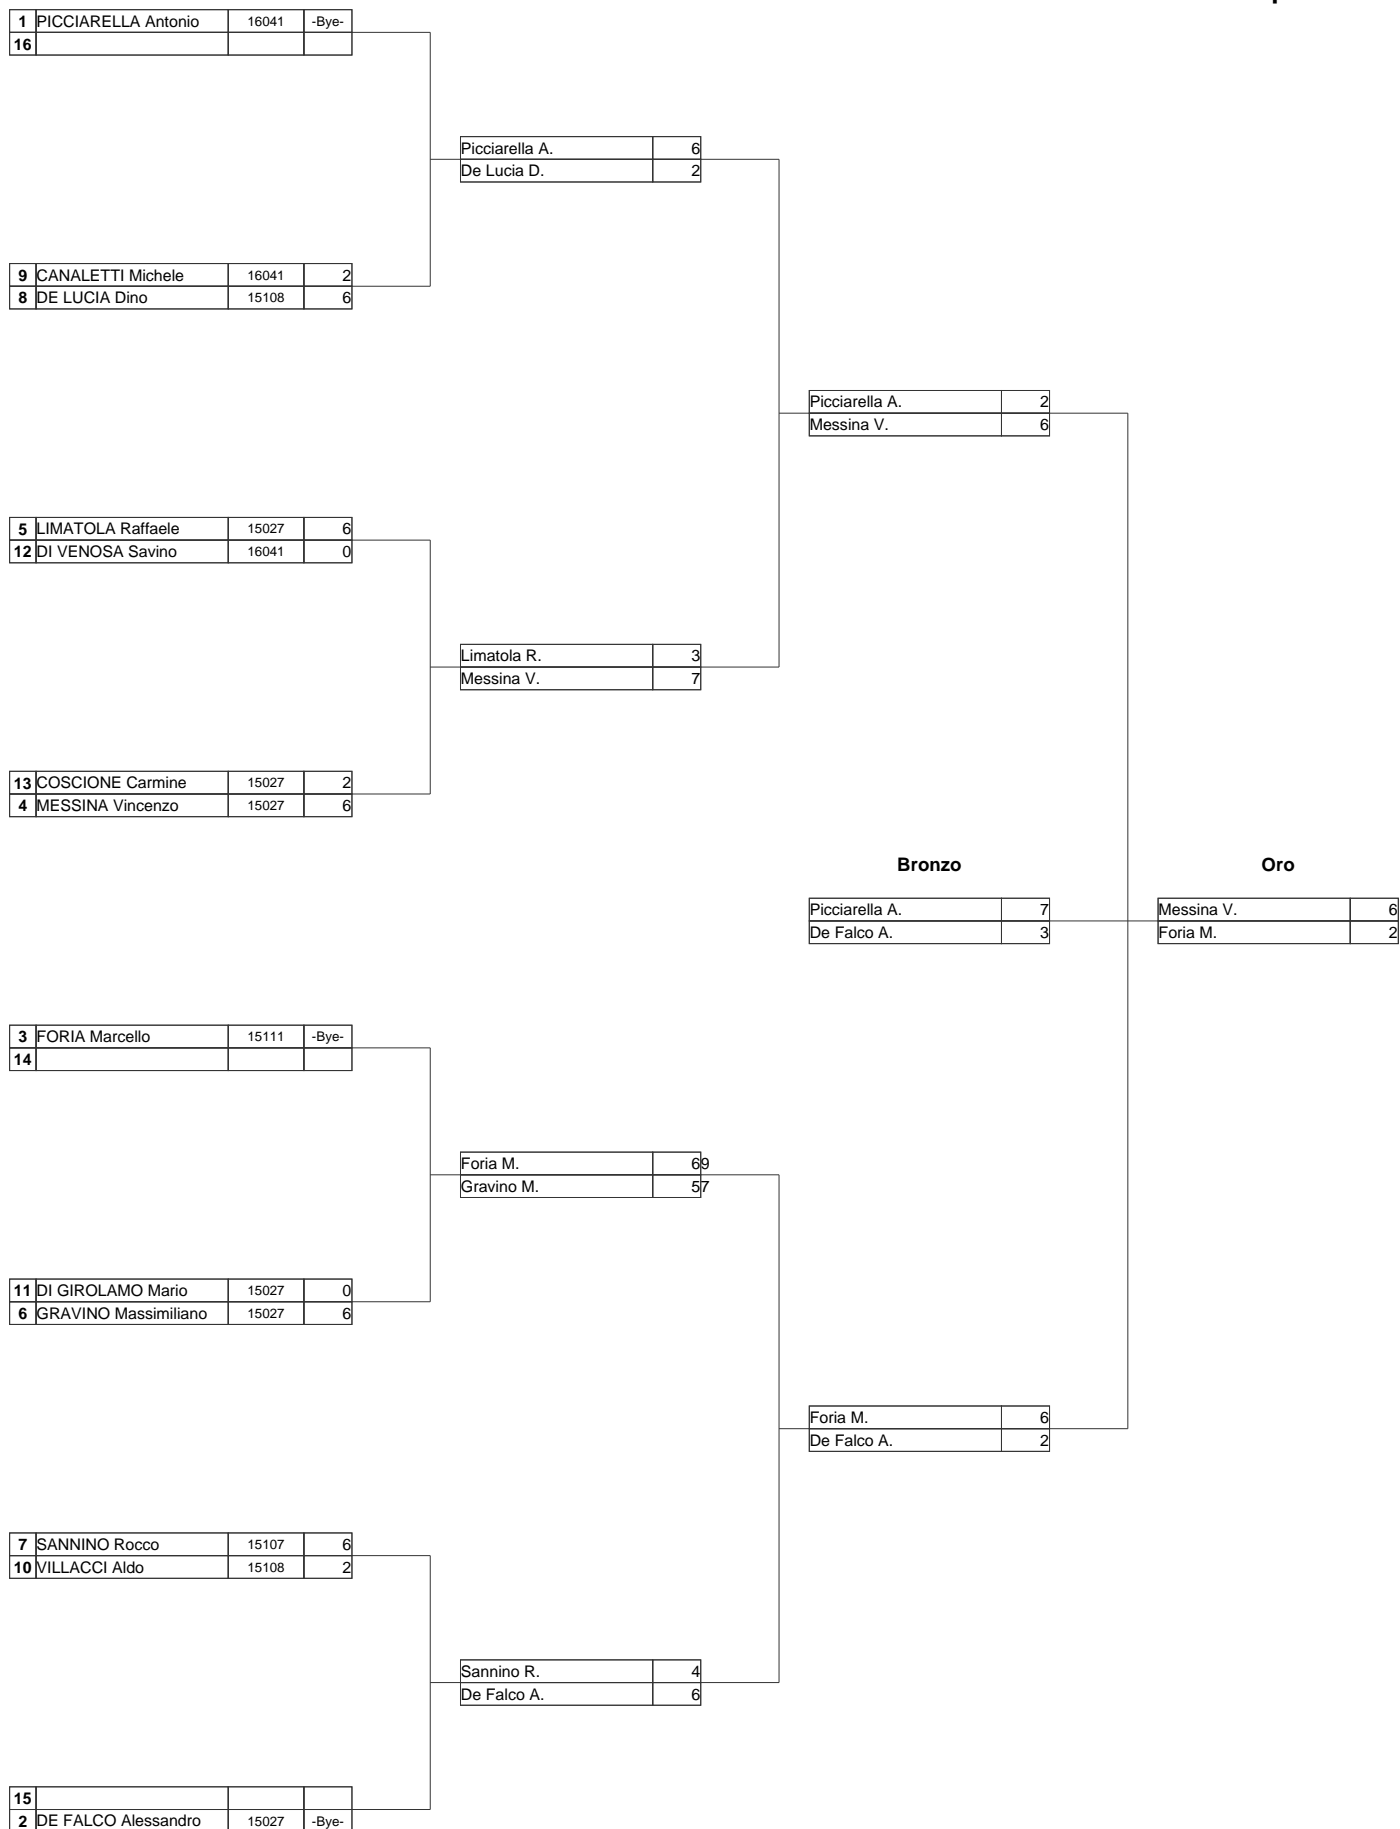 1 PICCIARELLA Antonio 16041 -Bye-
16
Picciarella A. 6
De Lucia D. 2
9 CANALETTI Michele 16041 2
8 DE LUCIA Dino 15108 6
Picciarella A. 2
Messina V. 6
5 LIMATOLA Raffaele 15027 6
12 DI VENOSA Savino 16041 0
Limatola R. 3
Messina V. 7
13 COSCIONE Carmine 15027 2
4 MESSINA Vincenzo 15027 6
Bronzo Oro
Picciarella A. 7 Messina V. 6
De Falco A. 3 Foria M. 2
3 FORIA Marcello 15111 -Bye-
14
Foria M. 6 9
Gravino M. 5 7
11 DI GIROLAMO Mario 15027 0
6 GRAVINO Massimiliano 15027 6
Foria M. 6
De Falco A. 2
7 SANNINO Rocco 15107 6
10 VILLACCI Aldo 15108 2
Sannino R. 4
De Falco A. 6
15
2 DE FALCO Alessandro 15027 -Bye-